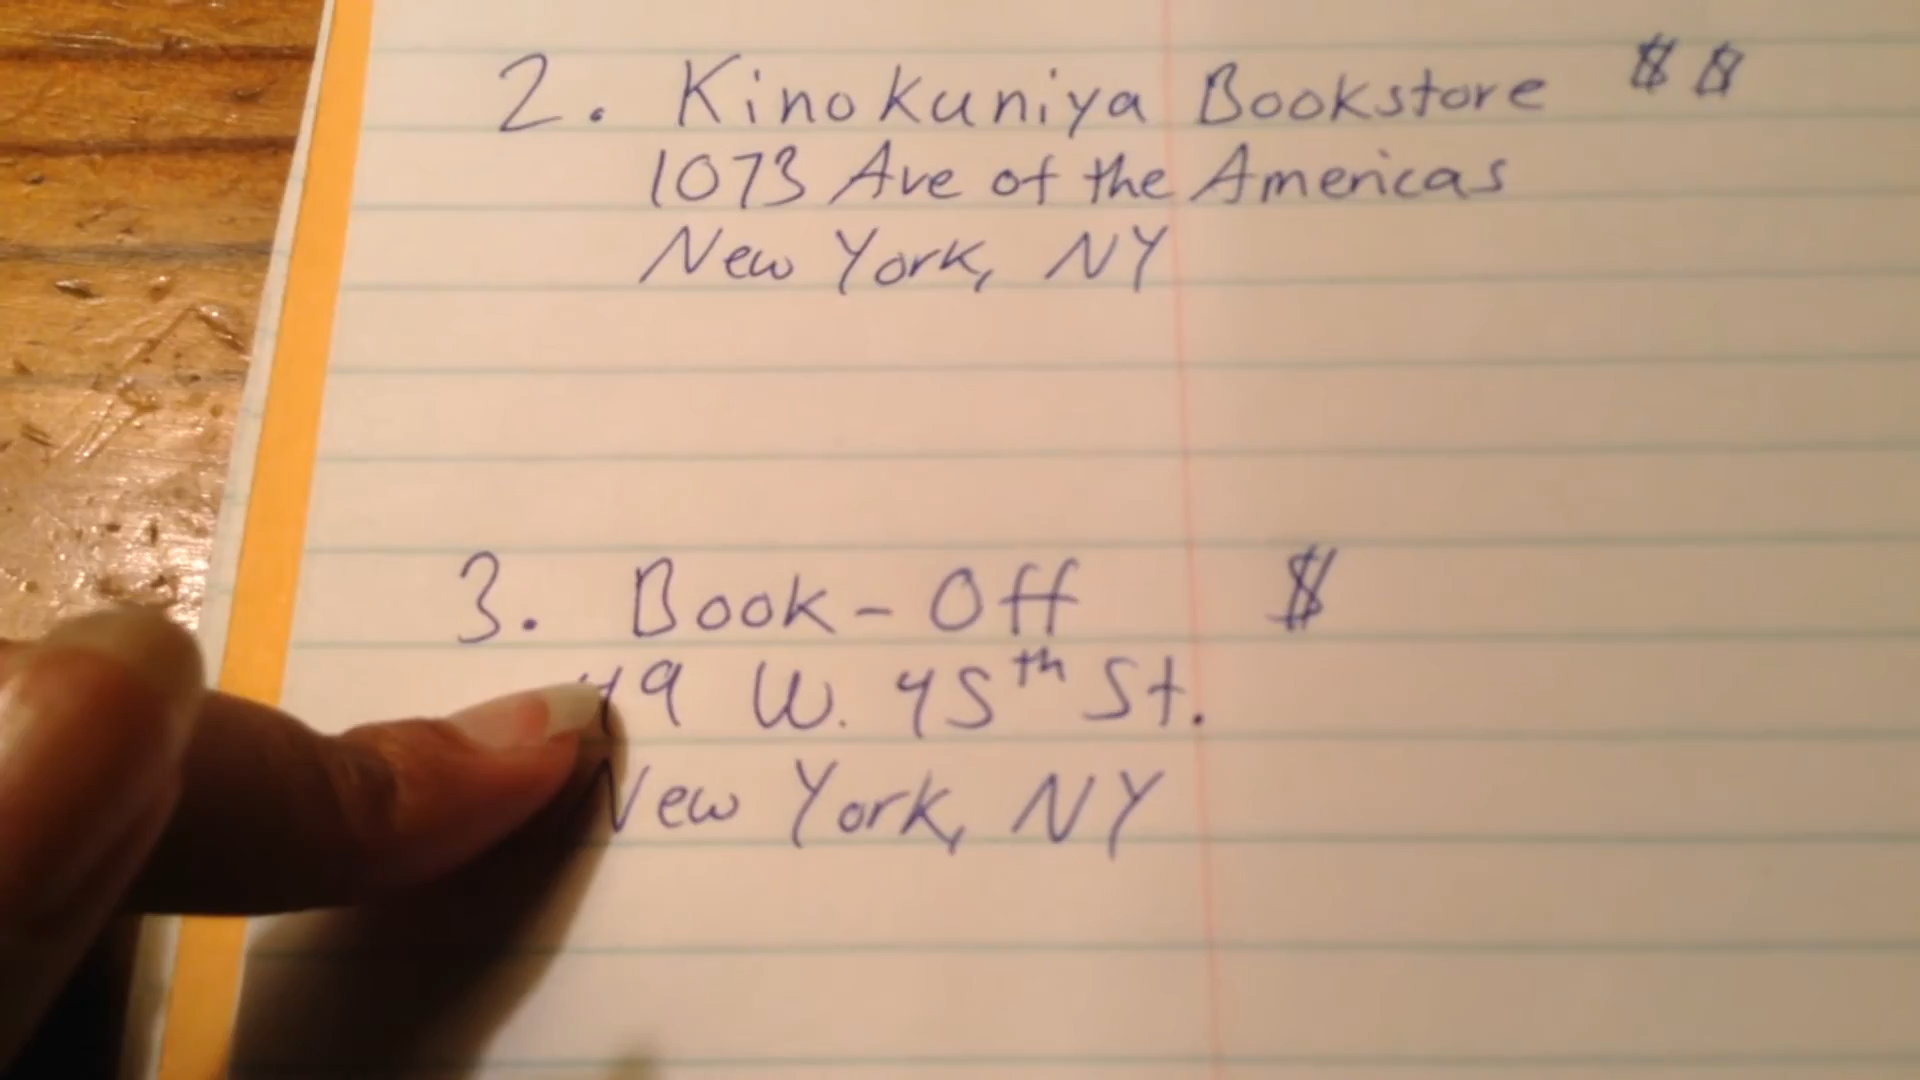 2. Kinokuniya Bookstore $$
1073 Ave of the Americas
New York, NY
3. Book-Off $
49 W. 45th St.
New York, NY